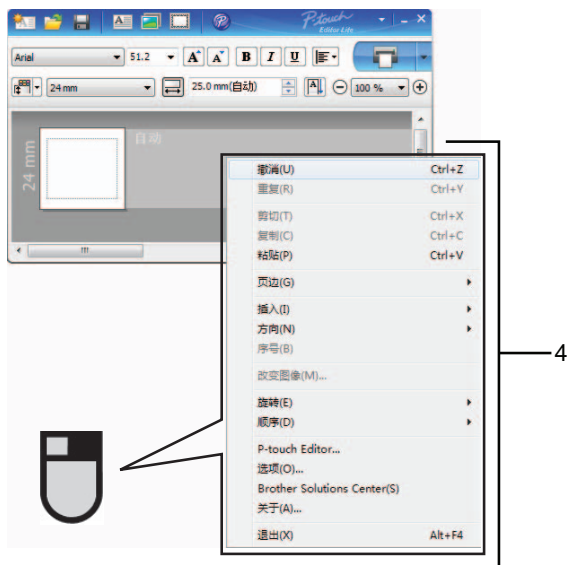 P-touch
Editor Lite
Arial 51.2 A A B I U
24 mm 25.0 mm(自动) A 100 %
24 mm
自动
撤消(U) Ctrl+Z
重复(R) Ctrl+Y
剪切(T) Ctrl+X
复制(C) Ctrl+C
粘贴(P) Ctrl+V
页边(G)
插入(I)
方向(N)
序号(B)
改变图像(M)...
旋转(E)
顺序(D)
P-touch Editor...
选项(O)...
Brother Solutions Center(S)
关于(A)...
退出(X) Alt+F4
4